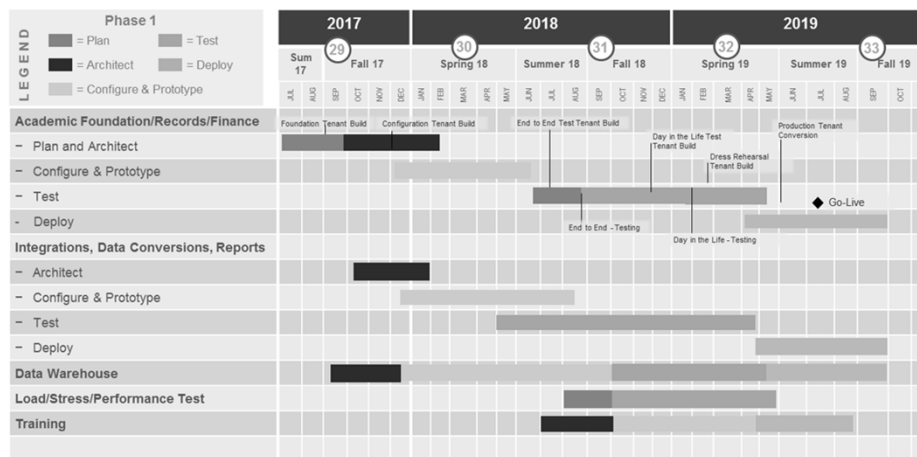 LEGEND
Phase 1
= Plan
= Test
= Architect
= Deploy
= Configure & Prototype
2017
2018
2019
29
30
31
32
33
Sum 17
Fall 17
Spring 18
Summer 18
Fall 18
Spring 19
Summer 19
Fall 19
JUL AUG SEP OCT NOV DEC JAN FEB MAR APR MAY JUN JUL AUG SEP OCT NOV DEC JAN FEB MAR APR MAY JUN JUL AUG SEP OCT
Academic Foundation/Records/Finance
Foundation Tenant Build
Configuration Tenant Build
End to End Test Tenant Build
Day in the Life Test
Tenant Build
Dress Rehearsal
Tenant Build
Production Tenant
Conversion
– Plan and Architect
– Configure & Prototype
– Test
Go-Live
- Deploy
End to End - Testing
Day in the Life - Testing
Integrations, Data Conversions, Reports
– Architect
– Configure & Prototype
– Test
– Deploy
Data Warehouse
Load/Stress/Performance Test
Training